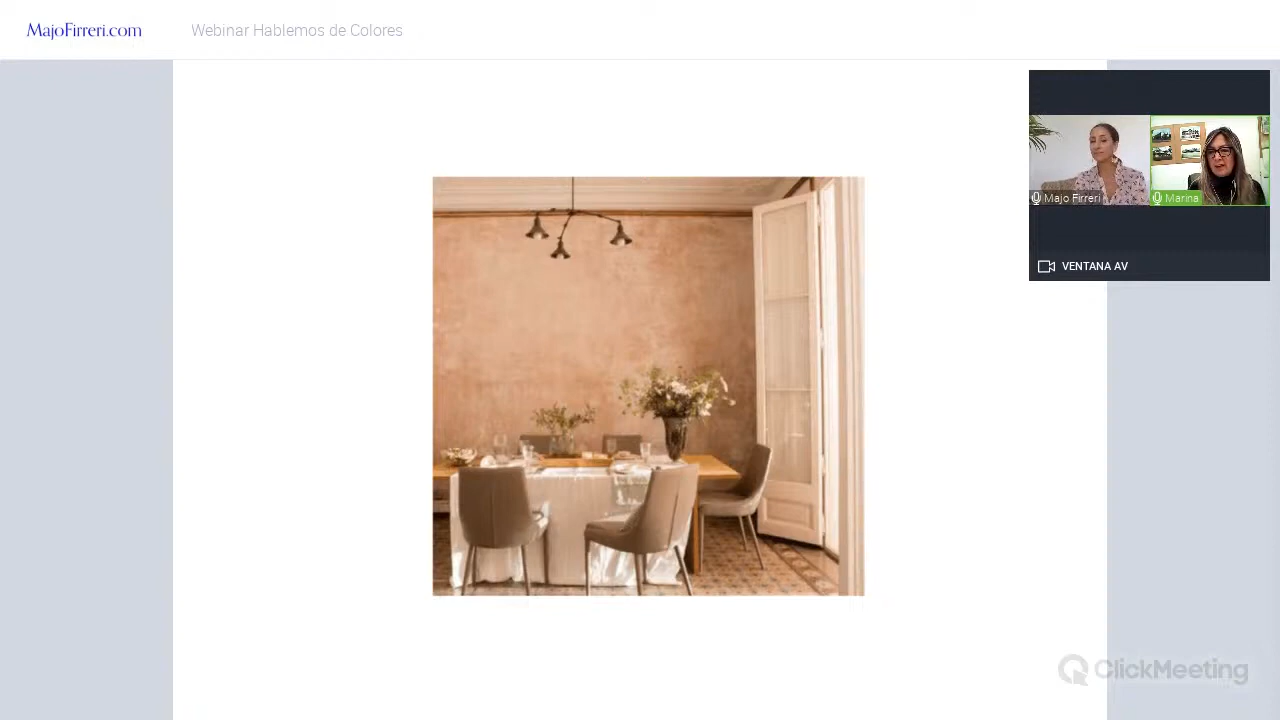 MajoFirreri.com
Webinar Hablemos de Colores
Majo Firreri
Marina
VENTANA AV
ClickMeeting